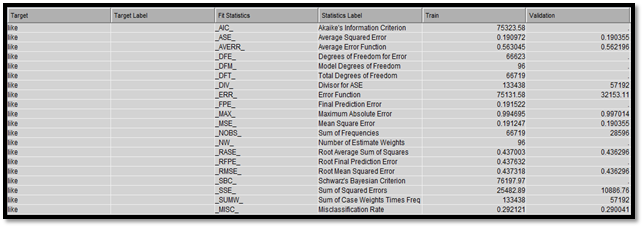 Target Target Label Fit Statistics Statistics Label Train Validation
like _AIC_ Akaike's Information Criterion 75323.58 .
like _ASE_ Average Squared Error 0.190972 0.190355
like _AVERR_ Average Error Function 0.563045 0.562196
like _DFE_ Degrees of Freedom for Error 66623 .
like _DFM_ Model Degrees of Freedom 96 .
like _DFT_ Total Degrees of Freedom 66719 .
like _DIV_ Divisor for ASE 133438 57192
like _ERR_ Error Function 75131.58 32153.11
like _FPE_ Final Prediction Error 0.191522 .
like _MAX_ Maximum Absolute Error 0.994695 0.997014
like _MSE_ Mean Square Error 0.191247 0.190355
like _NOBS_ Sum of Frequencies 66719 28596
like _NW_ Number of Estimate Weights 96 .
like _RASE_ Root Average Sum of Squares 0.437003 0.436296
like _RFPE_ Root Final Prediction Error 0.437632 .
like _RMSE_ Root Mean Squared Error 0.437318 0.436296
like _SBC_ Schwarz's Bayesian Criterion 76197.97 .
like _SSE_ Sum of Squared Errors 25482.89 10886.76
like _SUMW_ Sum of Case Weights Times Freq 133438 57192
like _MISC_ Misclassification Rate 0.292121 0.290041